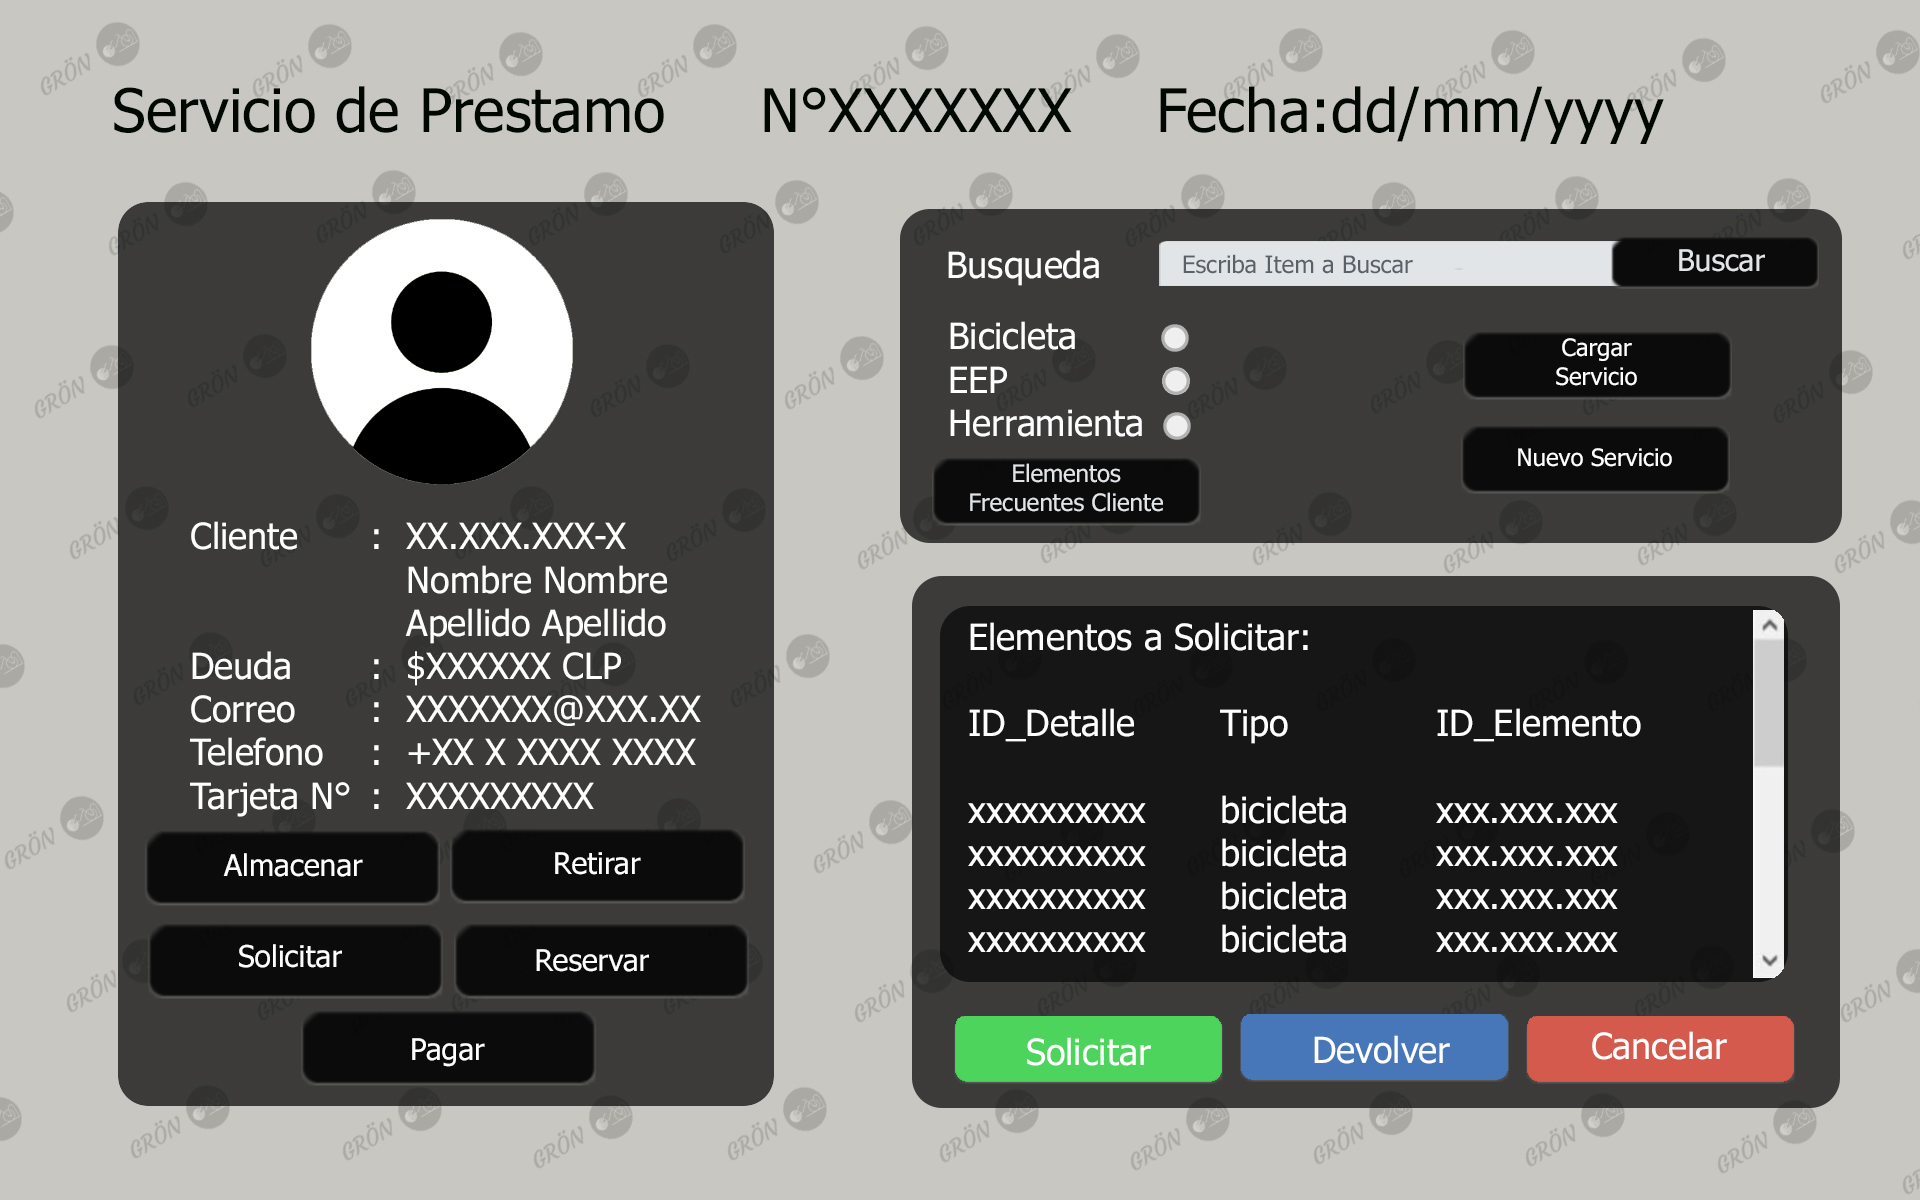 Servicio de Prestamo N°XXXXXXX Fecha:dd/mm/yyyy
Cliente : XX.XXX.XXX-X
Nombre Nombre
Apellido Apellido
Deuda : $XXXXXX CLP
Correo : XXXXXXX@XXX.XX
Telefono : +XX X XXXX XXXX
Tarjeta N° : XXXXXXXXX
Almacenar Retirar
Solicitar Reservar
Pagar
Busqueda Escriba Item a Buscar Buscar
Bicicleta
EEP
Herramienta
Elementos
Frecuentes Cliente
Cargar
Servicio
Nuevo Servicio
Elementos a Solicitar:
ID_Detalle Tipo ID_Elemento
xxxxxxxxxx bicicleta xxx.xxx.xxx
xxxxxxxxxx bicicleta xxx.xxx.xxx
xxxxxxxxxx bicicleta xxx.xxx.xxx
xxxxxxxxxx bicicleta xxx.xxx.xxx
Solicitar Devolver Cancelar
GRÖN